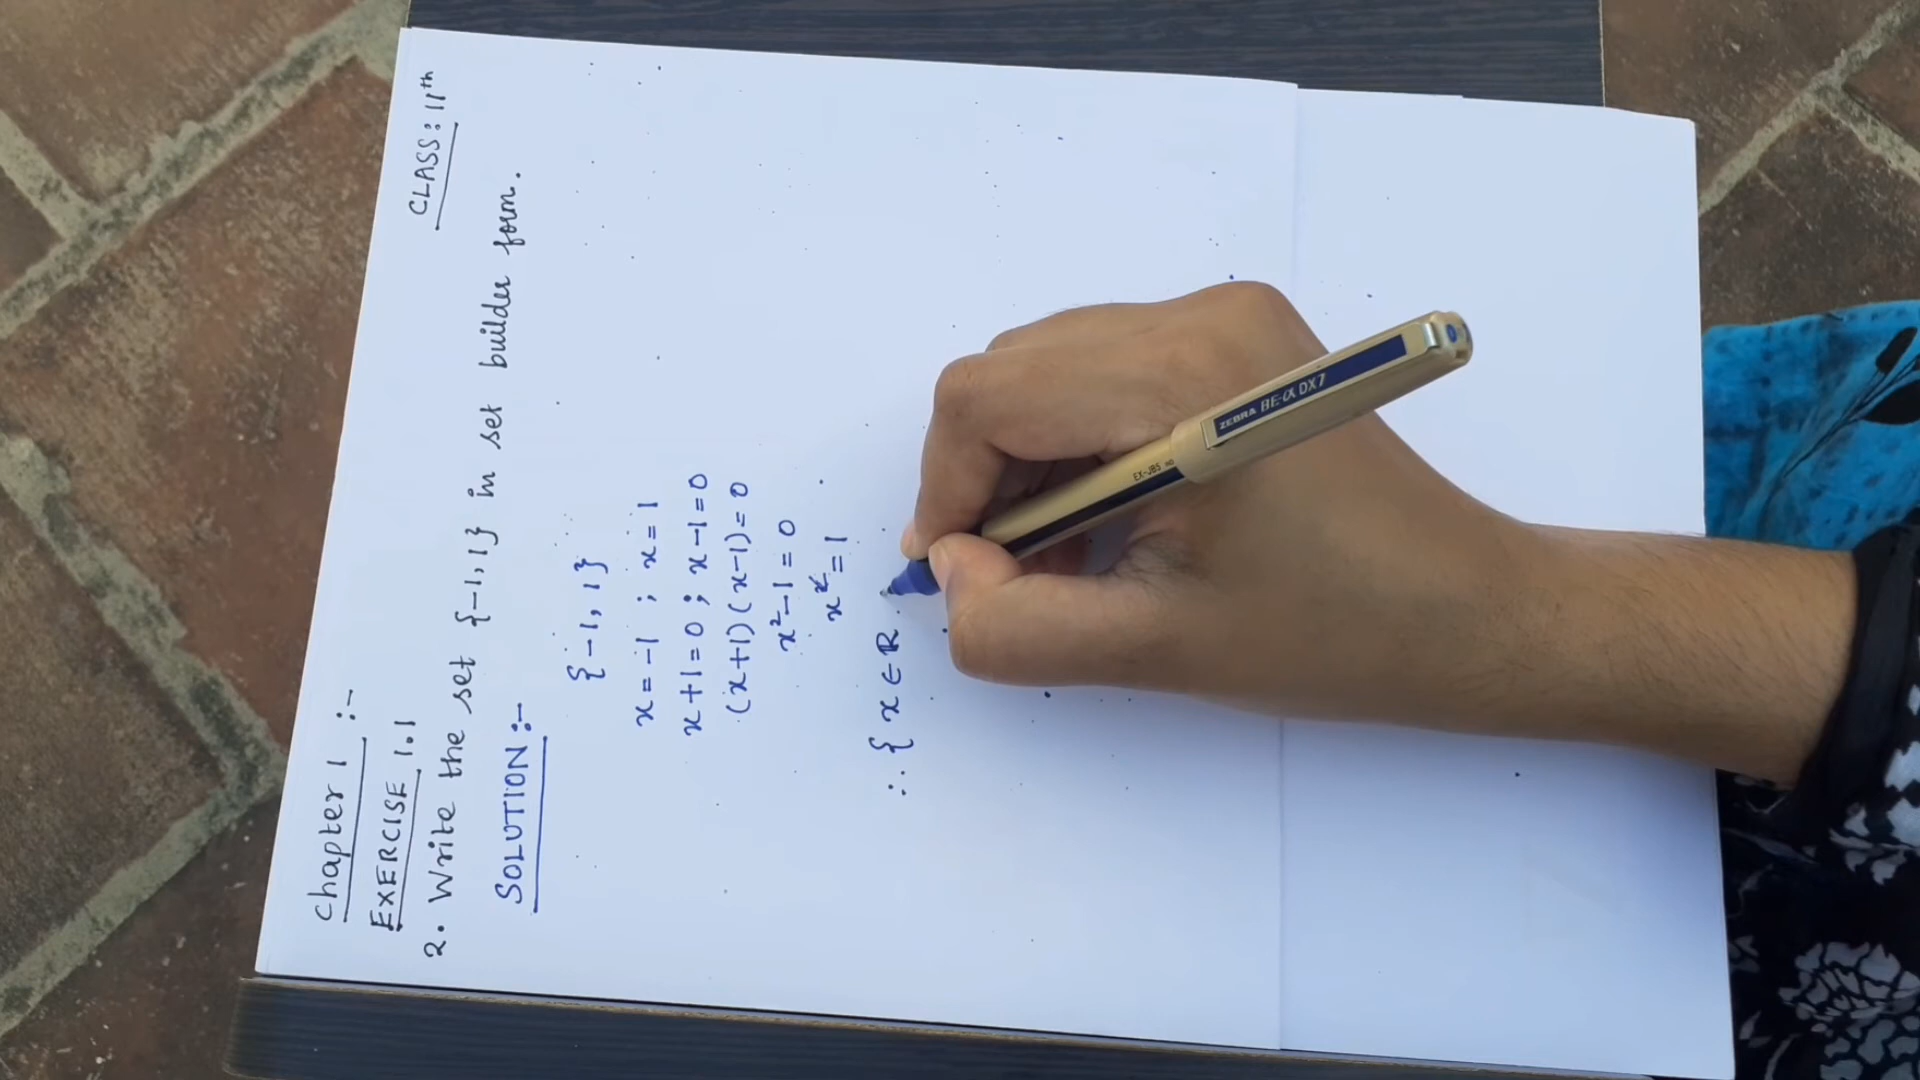 CLASS: 11th
Chapter 1 :-
EXERCISE 1.1
2. Write the set {-1, 1} in set builder form.
SOLUTION:-
{-1, 1}
x = -1 ; x = 1
x+1=0 ; x-1=0
(x+1)(x-1)=0
x²-1=0
x²=1
∴ {x∈R
ZEBRA BE-α DX7
EX-JB5